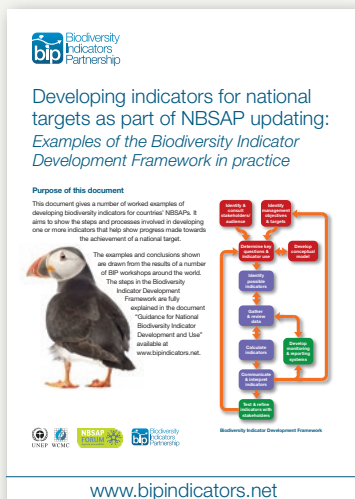 bip
Biodiversity
Indicators
Partnership
Developing indicators for national
targets as part of NBSAP updating:
Examples of the Biodiversity Indicator
Development Framework in practice
Purpose of this document
This document gives a number of worked examples of
developing biodiversity indicators for countries' NBSAPs. It
aims to show the steps and processes involved in developing
one or more indicators that help show progress made towards
the achievement of a national target.
The examples and conclusions shown
are drawn from the results of a number
of BIP workshops around the world.
The steps in the Biodiversity
Indicator Development
Framework are fully
explained in the document
"Guidance for National
Biodiversity Indicator
Development and Use"
available at
www.bipindicators.net.
Identify &
consult
stakeholders/
audience
Identify
management
objectives
& targets
Determine key
questions &
indicator use
Develop
conceptual
model
Identify
possible
indicators
Gather
& review
data
Calculate
indicators
Develop
monitoring
& reporting
systems
Communicate
& interpret
indicators
Test & refine
indicators with
stakeholders
Biodiversity Indicator Development Framework
UNEP
WCMC
NBSAP
FORUM
bip
Biodiversity
Indicators
Partnership
www.bipindicators.net